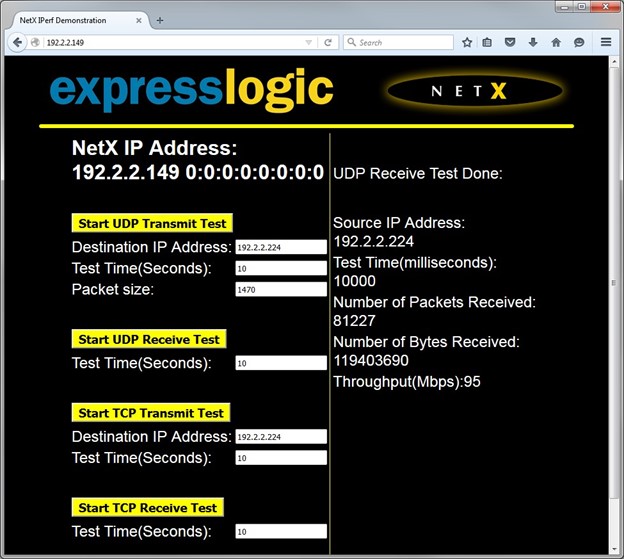 NetX IPerf Demonstration
192.2.2.149
Search
expresslogic
NETX
NetX IP Address:
192.2.2.149 0:0:0:0:0:0:0:0
Start UDP Transmit Test
Destination IP Address: 192.2.2.224
Test Time(Seconds): 10
Packet size: 1470
Start UDP Receive Test
Test Time(Seconds): 10
Start TCP Transmit Test
Destination IP Address: 192.2.2.224
Test Time(Seconds): 10
Start TCP Receive Test
Test Time(Seconds): 10
UDP Receive Test Done:
Source IP Address:
192.2.2.224
Test Time(milliseconds):
10000
Number of Packets Received:
81227
Number of Bytes Received:
119403690
Throughput(Mbps):95